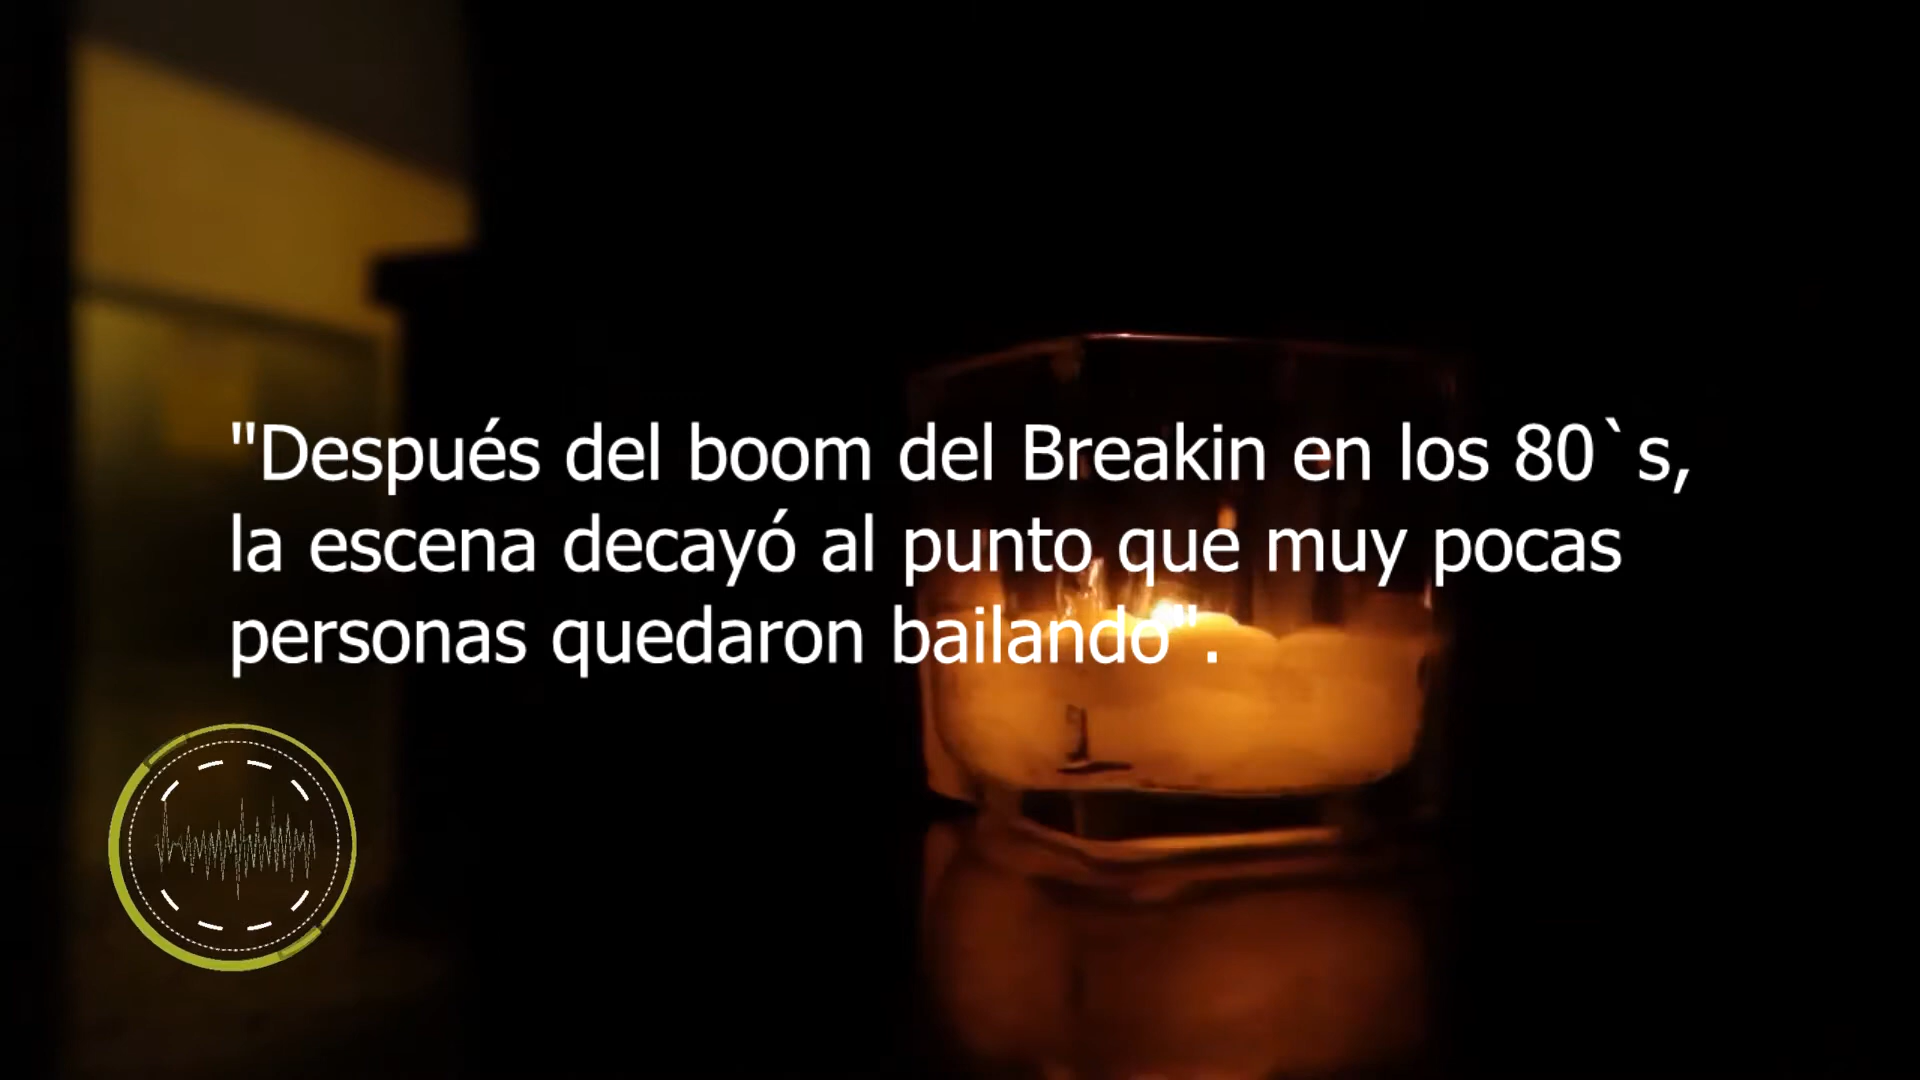 "Después del boom del Breakin en los 80`s,
la escena decayó al punto que muy pocas
personas quedaron bailando".